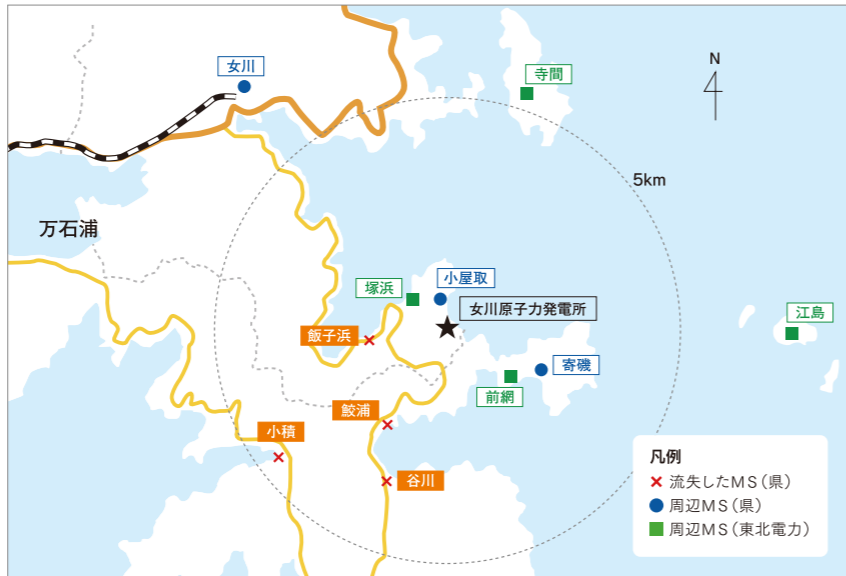 女川
寺間
N
5km
万石浦
小屋取
塚浜
女川原子力発電所
江島
飯子浜
寄磯
前網
鮫浦
小積
谷川
凡例
流失したMS(県)
周辺MS(県)
周辺MS(東北電力)